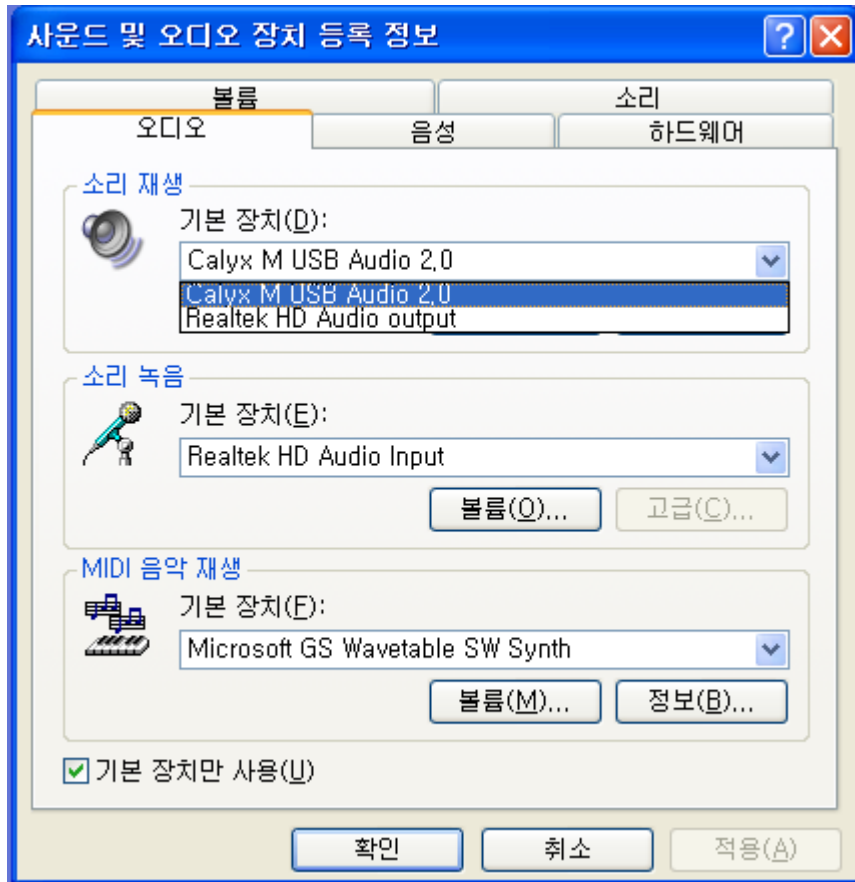 사운드 및 오디오 장치 등록 정보
볼륨 소리
오디오 음성 하드웨어
소리 재생
기본 장치(D):
Calyx M USB Audio 2.0
Calyx M USB Audio 2.0
Realtek HD Audio output
소리 녹음
기본 장치(E):
Realtek HD Audio Input
볼륨(O)... 고급(C)...
MIDI 음악 재생
기본 장치(F):
Microsoft GS Wavetable SW Synth
볼륨(M)... 정보(B)...
기본 장치만 사용(U)
확인 취소 적용(A)